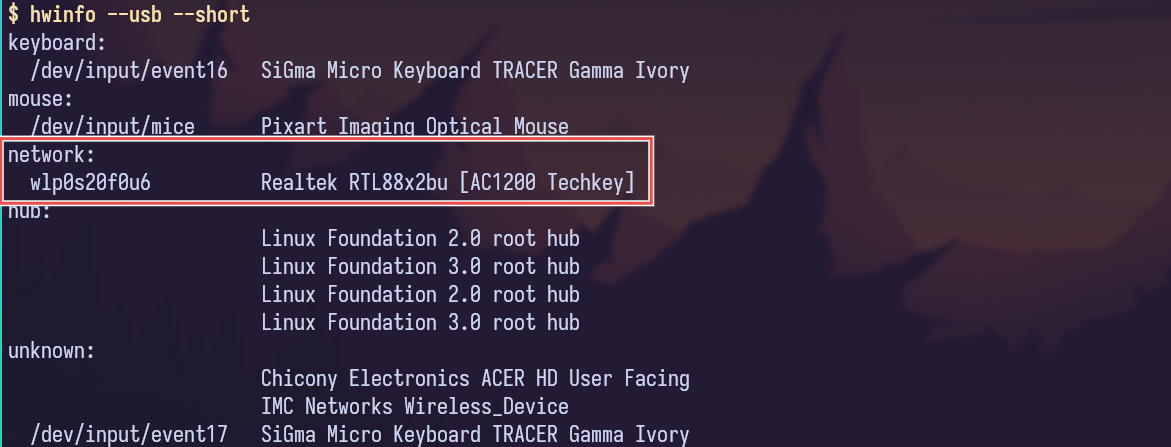 $ hwinfo --usb --short
keyboard:
  /dev/input/event16   SiGma Micro Keyboard TRACER Gamma Ivory
mouse:
  /dev/input/mice      Pixart Imaging Optical Mouse
network:
  wlp0s20f0u6          Realtek RTL88x2bu [AC1200 Techkey]
hub:
                       Linux Foundation 2.0 root hub
                       Linux Foundation 3.0 root hub
                       Linux Foundation 2.0 root hub
                       Linux Foundation 3.0 root hub
unknown:
                       Chicony Electronics ACER HD User Facing
                       IMC Networks Wireless_Device
  /dev/input/event17   SiGma Micro Keyboard TRACER Gamma Ivory